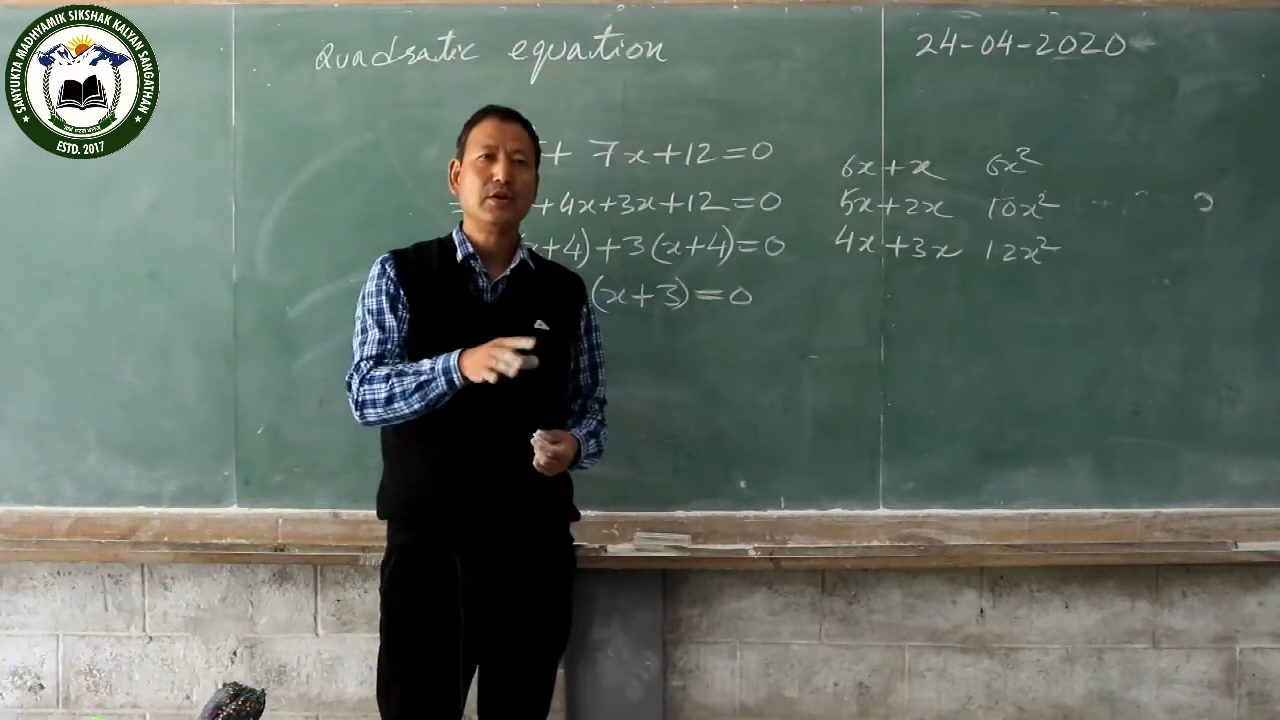 SANYUKTA MADHYAMIK SIKSHAK KALYAN SANGATHAN
ESTD. 2017
Quadratic equation
24-04-2020
+ 7x+12=0
+4x+3x+12=0
x+4)+3(x+4)=0
(x+3)=0
6x+x 6x²
5x+2x 10x²
4x+3x 12x²